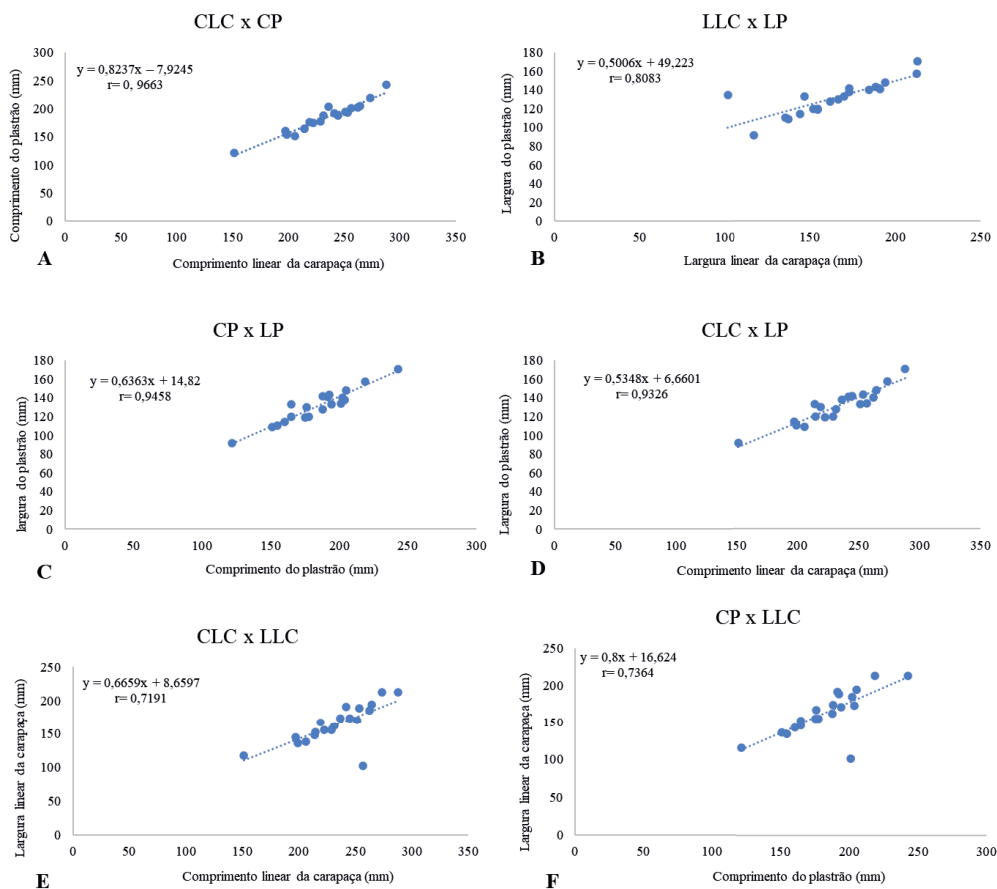 CLC x CP
y = 0,8237x – 7,9245
r= 0, 9663
Comprimento do plastrão (mm)
300
250
200
150
100
50
0
0 50 100 150 200 250 300 350
Comprimento linear da carapaça (mm)
A
LLC x LP
y = 0,5006x + 49,223
r= 0,8083
Largura do plastrão (mm)
180
160
140
120
100
80
60
40
20
0
0 50 100 150 200 250
Largura linear da carapaça (mm)
B
CP x LP
y = 0,6363x + 14,82
r= 0,9458
largura do plastrão (mm)
180
160
140
120
100
80
60
40
20
0
0 50 100 150 200 250 300
Comprimento do plastrão (mm)
C
CLC x LP
y = 0,5348x + 6,6601
r= 0,9326
Largura do plastrão (mm)
180
160
140
120
100
80
60
40
20
0
0 50 100 150 200 250 300 350
Comprimento linear da carapaça (mm)
D
CLC x LLC
y = 0,6659x + 8,6597
r= 0,7191
Largura linear da carapaça (mm)
250
200
150
100
50
0
0 50 100 150 200 250 300 350
Comprimento linear da carapaça (mm)
E
CP x LLC
y = 0,8x + 16,624
r= 0,7364
Largura linear da carapaça (mm)
250
200
150
100
50
0
0 50 100 150 200 250 300
Comprimento do plastrão (mm)
F